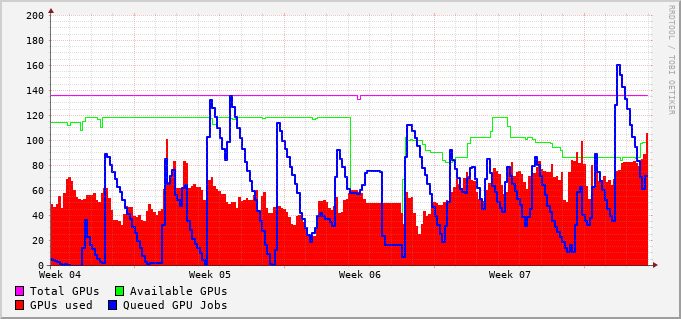 200
180
160
140
120
100
80
60
40
20
0
Week 04 Week 05 Week 06 Week 07
Total GPUs Available GPUs
GPUs used Queued GPU Jobs
RRDTOOL / TOBI OETIKER